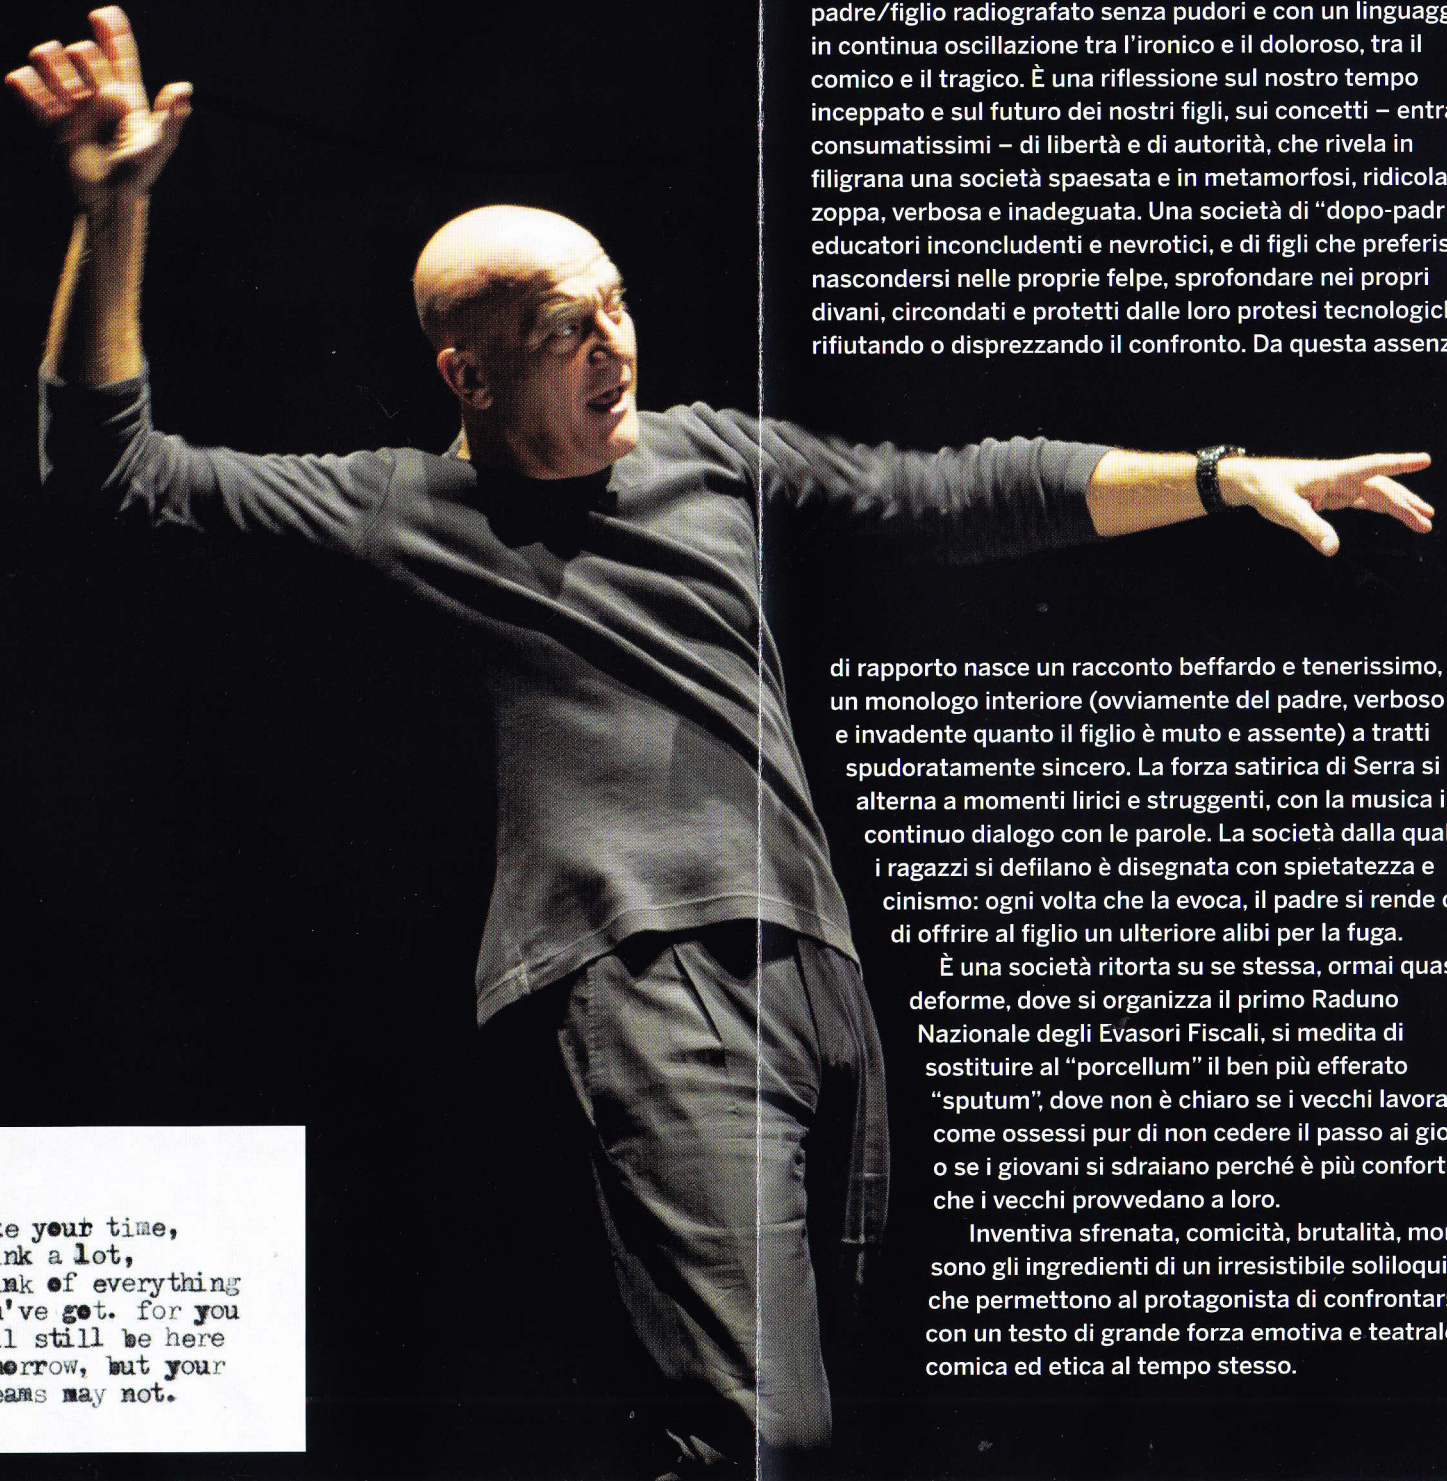 padre/figlio radiografato senza pudori e con un linguagg
in continua oscillazione tra l'ironico e il doloroso, tra il
comico e il tragico. È una riflessione sul nostro tempo
inceppato e sul futuro dei nostri figli, sui concetti – entra
consumatissimi – di libertà e di autorità, che rivela in
filigrana una società spaesata e in metamorfosi, ridicola
zoppa, verbosa e inadeguata. Una società di “dopo-padr
educatori inconcludenti e nevrotici, e di figli che preferis
nascondersi nelle proprie felpe, sprofondare nei propri
divani, circondati e protetti dalle loro protesi tecnologich
rifiutando o disprezzando il confronto. Da questa assenz
di rapporto nasce un racconto beffardo e tenerissimo,
un monologo interiore (ovviamente del padre, verboso
e invadente quanto il figlio è muto e assente) a tratti
spudoratamente sincero. La forza satirica di Serra si
alterna a momenti lirici e struggenti, con la musica i
continuo dialogo con le parole. La società dalla qual
i ragazzi si defilano è disegnata con spietatezza e
cinismo: ogni volta che la evoca, il padre si rende c
di offrire al figlio un ulteriore alibi per la fuga.
È una società ritorta su se stessa, ormai quas
deforme, dove si organizza il primo Raduno
Nazionale degli Evasori Fiscali, si medita di
sostituire al “porcellum” il ben più efferato
“sputum”, dove non è chiaro se i vecchi lavora
come ossessi pur di non cedere il passo ai gio
o se i giovani si sdraiano perché è più confort
che i vecchi provvedano a loro.
Inventiva sfrenata, comicità, brutalità, mor
sono gli ingredienti di un irresistibile soliloqui
che permettono al protagonista di confrontars
con un testo di grande forza emotiva e teatrale
comica ed etica al tempo stesso.
ke your time,
ink a lot,
ink of everything
u've got. for you
ll still be here
morrow, but your
eams may not.